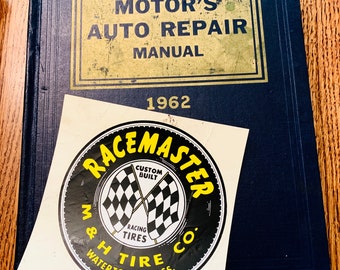 MOTOR'S
AUTO REPAIR
MANUAL
1962
RACEMASTER
CUSTOM
BUILT
RACING
TIRES
M & H TIRE CO.